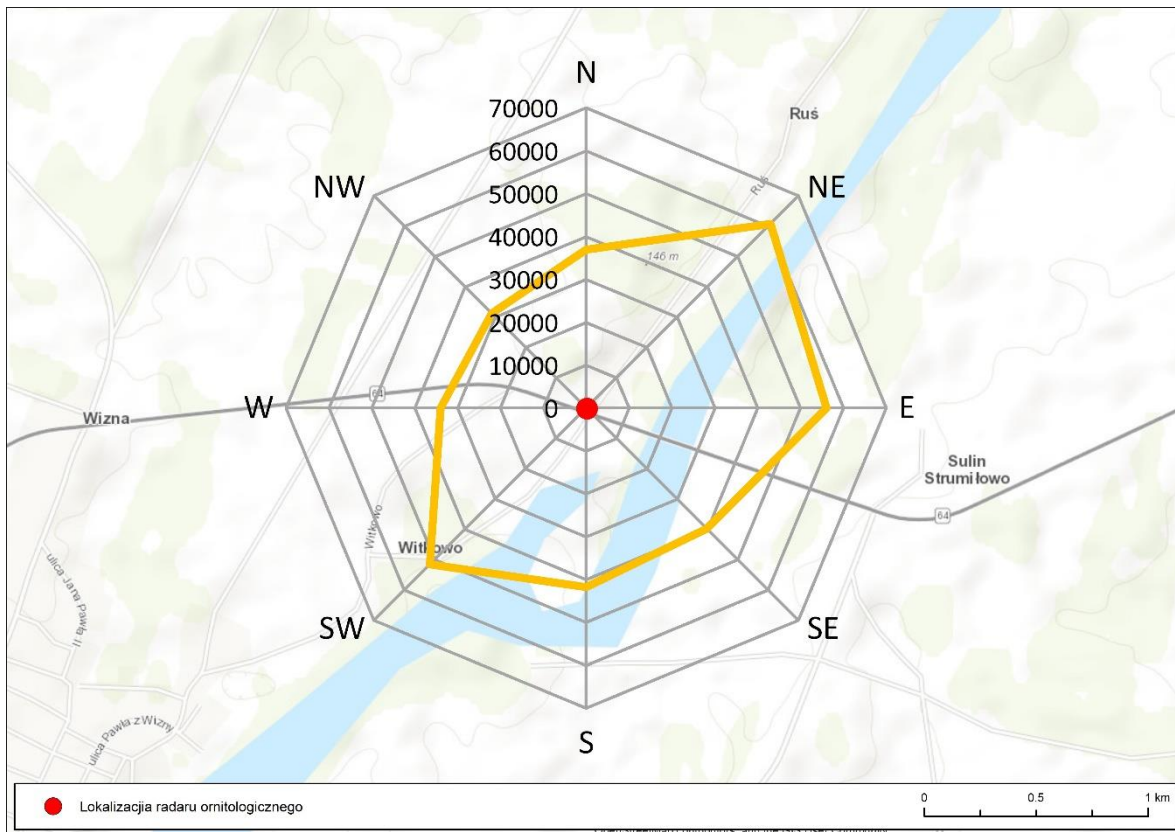 N
70000
60000
50000
40000
30000
20000
10000
0
NW
NE
W
E
SW
SE
S
Ruś
Ruś
146 m
64
Wizna
Sulin
Strumiłowo
64
Witkowo
Witkowo
ulica Jana Pawła II
ulica Pawła z Wizny
Lokalizacjia radaru ornitologicznego
0 0.5 1 km